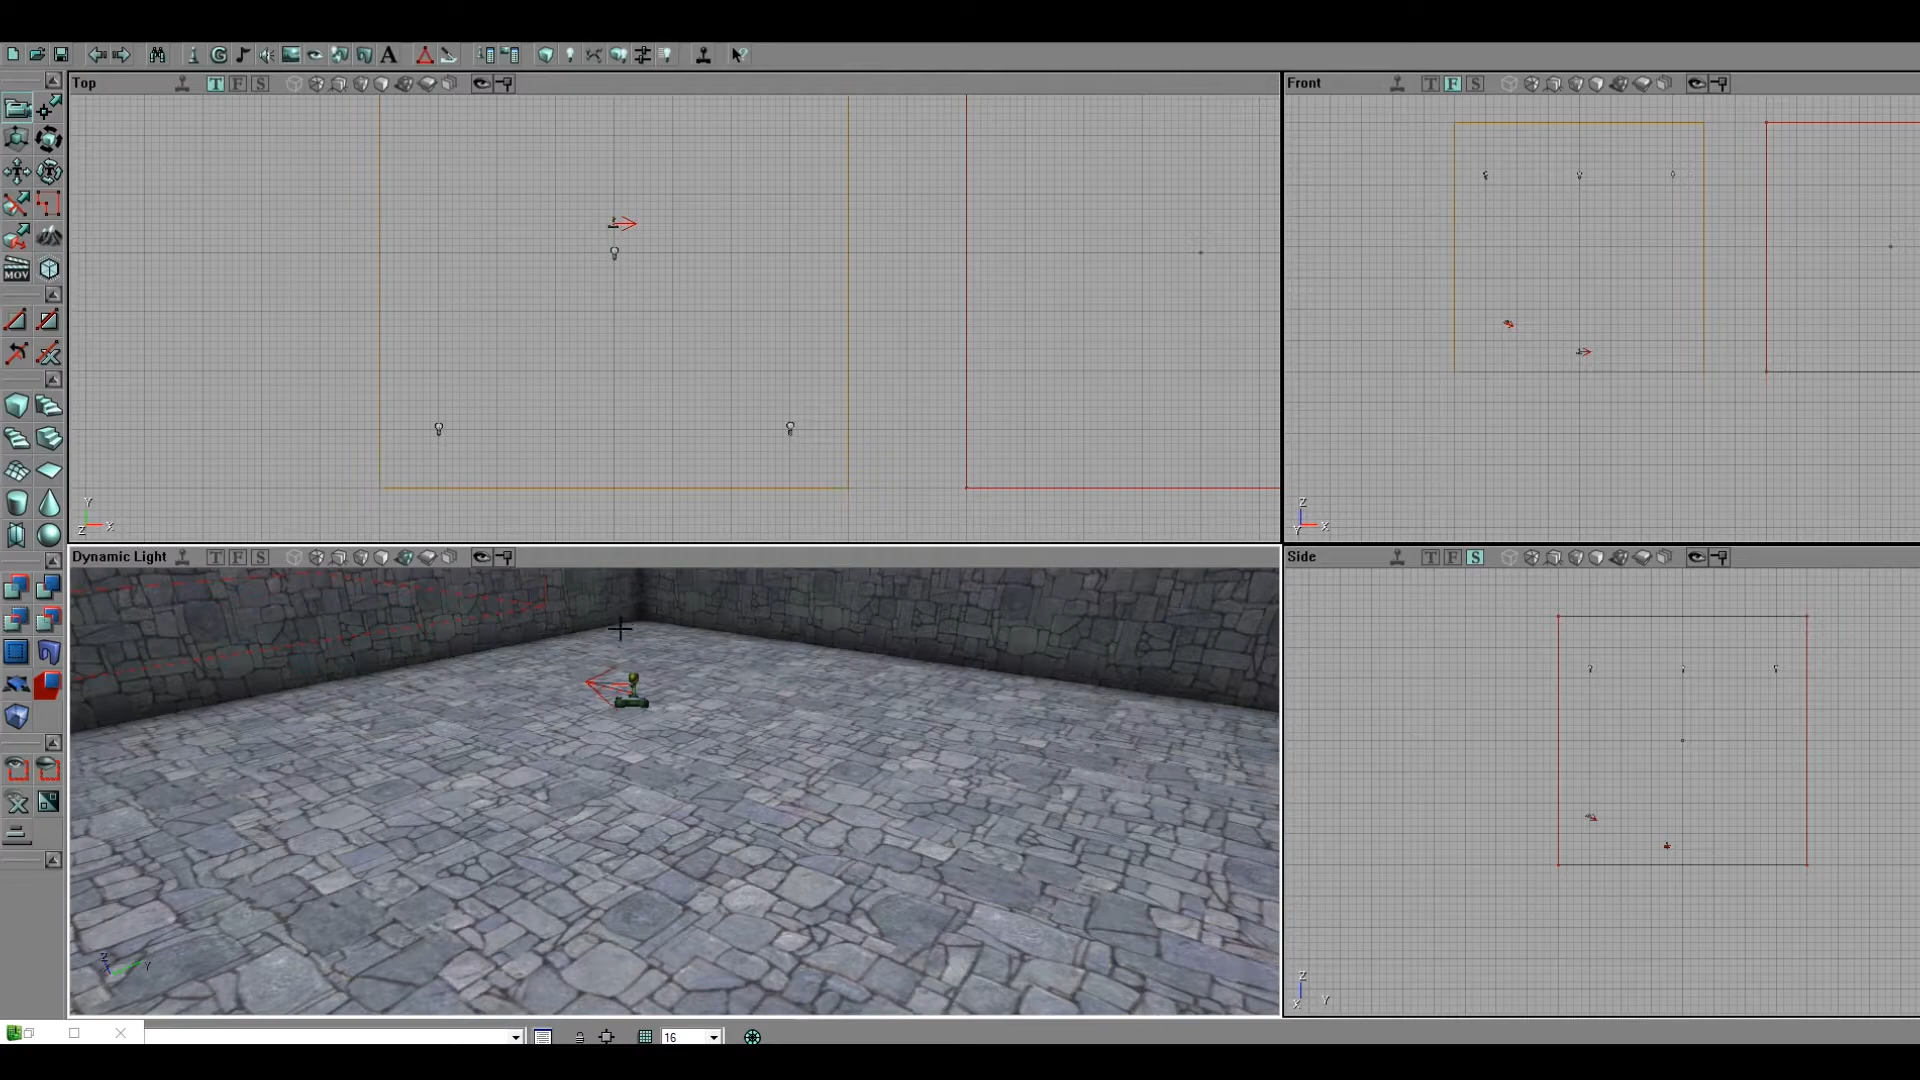 G A ?
Top T F S
Front T F S
T
T
MOV
Y
Z X
Z
Y X
Dynamic Light T F S
Side T F S
Z
X Y
Z
X Y
16